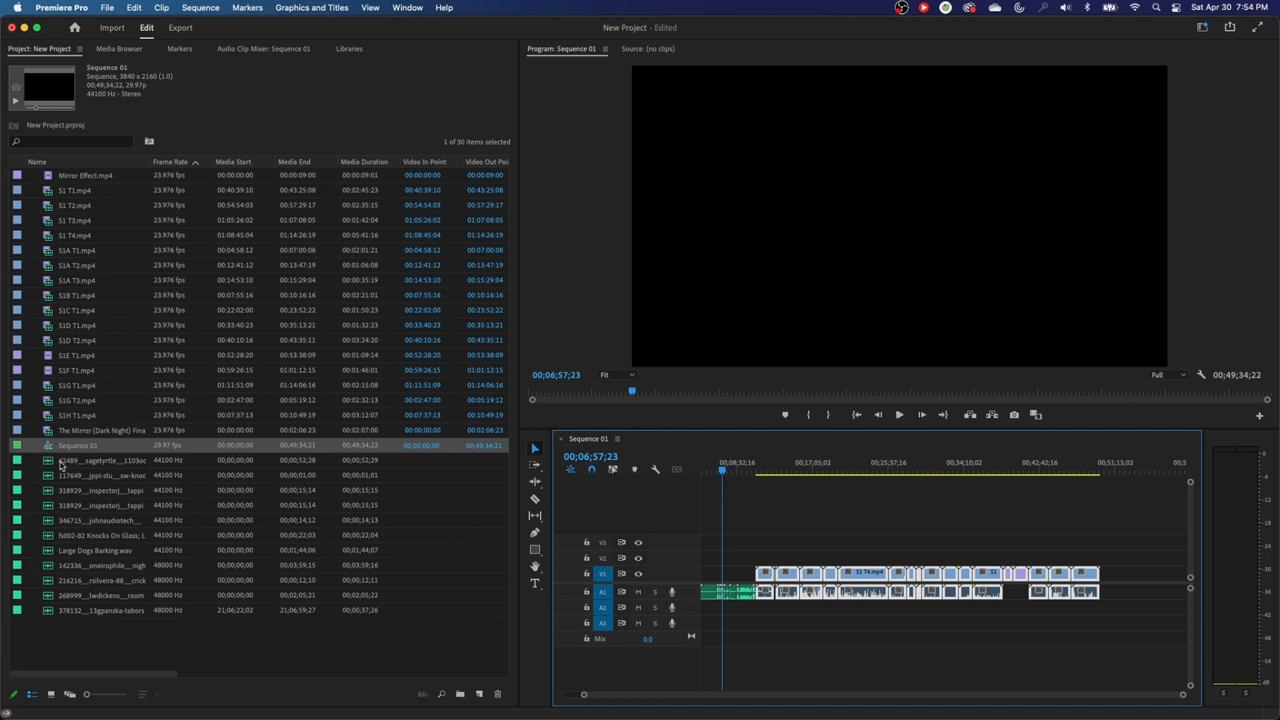 Premiere Pro File Edit Clip Sequence Markers Graphics and Titles View Window Help Sat Apr 30 7:54 PM
Import Edit Export New Project - Edited
Project: New Project Media Browser Markers Audio Clip Mixer: Sequence 01 Libraries
Program: Sequence 01 Source: (no clips)
Sequence 01
Sequence, 3840 x 2160 (1.0)
00;49;34;22, 29.97p
44100 Hz - Stereo
New Project.prproj
1 of 30 items selected
Name Frame Rate Media Start Media End Media Duration Video In Point Video Out Poi
Mirror Effect.mp4 23.976 fps 00:00:00:00 00:00:09:00 00:00:09:01 00:00:00:00 00:00:09:00
S1 T1.mp4 23.976 fps 00:40:39:10 00:43:25:08 00:02:45:23 00:40:39:10 00:43:25:08
S1 T2.mp4 23.976 fps 00:54:54:03 00:57:29:17 00:02:35:15 00:54:54:03 00:57:29:17
S1 T3.mp4 23.976 fps 01:05:26:02 01:07:08:05 00:01:42:04 01:05:26:02 01:07:08:05
S1 T4.mp4 23.976 fps 01:08:45:04 01:14:26:19 00:05:41:16 01:08:45:04 01:14:26:19
S1A T1.mp4 23.976 fps 00:04:58:12 00:07:00:08 00:02:01:21 00:04:58:12 00:07:00:08
S1A T2.mp4 23.976 fps 00:12:41:12 00:13:47:19 00:01:06:08 00:12:41:12 00:13:47:19
S1A T3.mp4 23.976 fps 00:14:53:10 00:15:29:04 00:00:35:19 00:14:53:10 00:15:29:04
S1B T1.mp4 23.976 fps 00:07:55:16 00:10:16:16 00:02:21:01 00:07:55:16 00:10:16:16
S1C T1.mp4 23.976 fps 00:22:02:00 00:23:52:22 00:01:50:23 00:22:02:00 00:23:52:22
S1D T1.mp4 23.976 fps 00:33:40:23 00:35:13:21 00:01:32:23 00:33:40:23 00:35:13:21
S1D T2.mp4 23.976 fps 00:40:10:16 00:43:35:11 00:03:24:20 00:40:10:16 00:43:35:11
S1E T1.mp4 23.976 fps 00:52:28:20 00:53:38:09 00:01:09:14 00:52:28:20 00:53:38:09
S1F T1.mp4 23.976 fps 00:59:26:15 01:01:12:15 00:01:46:01 00:59:26:15 01:01:12:15
S1G T1.mp4 23.976 fps 01:11:51:09 01:14:06:16 00:02:15:08 01:11:51:09 01:14:06:16
S1G T2.mp4 23.976 fps 00:02:47:00 00:05:19:12 00:02:32:13 00:02:47:00 00:05:19:12
S1H T1.mp4 23.976 fps 00:07:37:13 00:10:49:19 00:03:12:07 00:07:37:13 00:10:49:19
The Mirror (Dark Night) Fina 23.976 fps 00:00:00:00 00:02:06:23 00:02:07:00 00:00:00:00 00:02:06:23
Sequence 01 29.97 fps 00;00;00;00 00;49;34;21 00;49;34;22 00;00;00;00 00;49;34;21
62489__sagetyrtle__1103oc 44100 Hz 00;00;00;00 00;00;52;28 00;00;52;29
117649__jppi-stu__sw-knoc 44100 Hz 00;00;00;00 00;00;01;00 00;00;01;01
318929__inspectorj__tappi 44100 Hz 00;00;00;00 00;00;15;14 00;00;15;15
318929__inspectorj__tappi 44100 Hz 00;00;00;00 00;00;15;14 00;00;15;15
346715__johnaudiotech__ 44100 Hz 00;00;00;00 00;00;14;12 00;00;14;13
fs002-82 Knocks On Glass; L 44100 Hz 00;00;00;00 00;00;22;03 00;00;22;04
Large Dogs Barking.wav 44100 Hz 00;00;00;00 00;01;44;06 00;01;44;07
142336__oneirophile__nigh 48000 Hz 00;00;00;00 00;03;59;15 00;03;59;16
216216__rsilveira-88__crick 48000 Hz 00;00;00;00 00;00;12;10 00;00;12;11
268999__lwdickens__room 48000 Hz 00;00;00;00 00;02;05;21 00;02;05;22
378132__13gpanska-tabors 48000 Hz 21;06;22;02 21;06;59;27 00;00;37;26
00;06;57;23 Fit Full 00;49;34;22
Sequence 01
00;06;57;23
00;08;32;16 00;17;05;02 00;25;37;16 00;34;10;02 00;42;42;16 00;51;15;02 00;5
V3
V2
V1 S1 T4.mp4 S1
A1 M S
A2 M S
A3 M S
Mix 0.0
0
-6
-12
-18
-24
-30
-36
-42
-48
-54
dB
S S